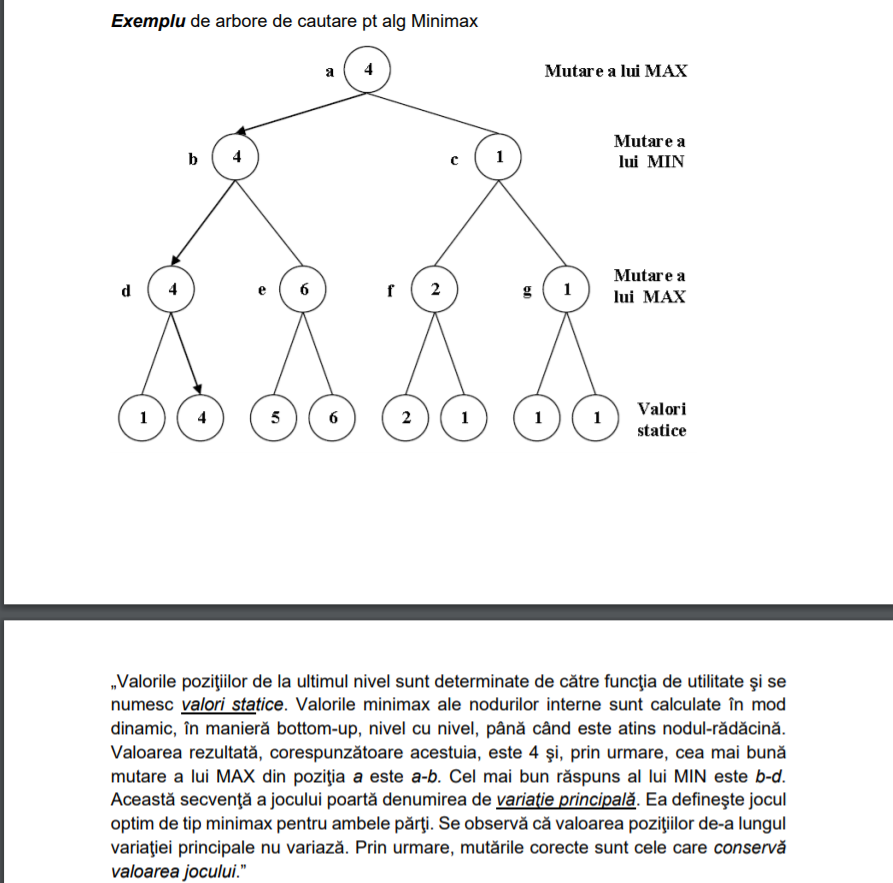 Exemplu de arbore de cautare pt alg Minimax
a 4 Mutare a lui MAX
Mutare a
b 4 c 1 lui MIN
Mutare a
d 4 e 6 f 2 g 1 lui MAX
1 4 5 6 2 1 1 1 Valori
statice
„Valorile poziţiilor de la ultimul nivel sunt determinate de către funcţia de utilitate şi se
numesc valori statice. Valorile minimax ale nodurilor interne sunt calculate în mod
dinamic, în manieră bottom-up, nivel cu nivel, până când este atins nodul-rădăcină.
Valoarea rezultată, corespunzătoare acestuia, este 4 şi, prin urmare, cea mai bună
mutare a lui MAX din poziţia a este a-b. Cel mai bun răspuns al lui MIN este b-d.
Această secvenţă a jocului poartă denumirea de variaţie principală. Ea defineşte jocul
optim de tip minimax pentru ambele părţi. Se observă că valoarea poziţiilor de-a lungul
variaţiei principale nu variază. Prin urmare, mutările corecte sunt cele care conservă
valoarea jocului.”